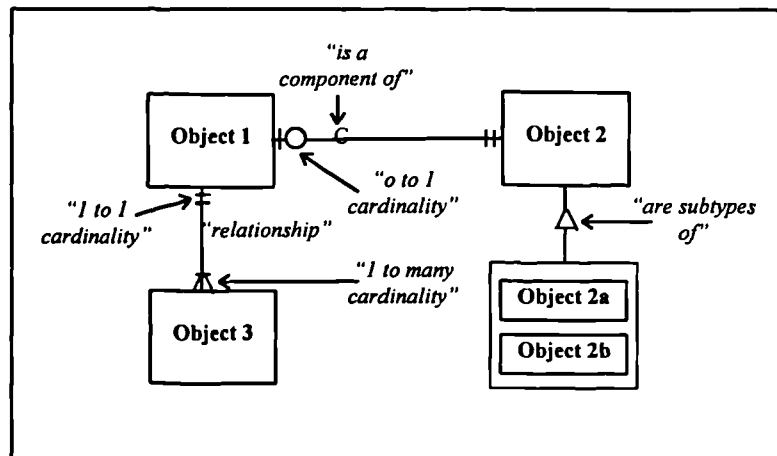 "is a
component of"
Object 1
C
Object 2
"1 to 1
cardinality"
"o to 1
cardinality"
"relationship"
"are subtypes
of"
"1 to many
cardinality"
Object 3
Object 2a
Object 2b